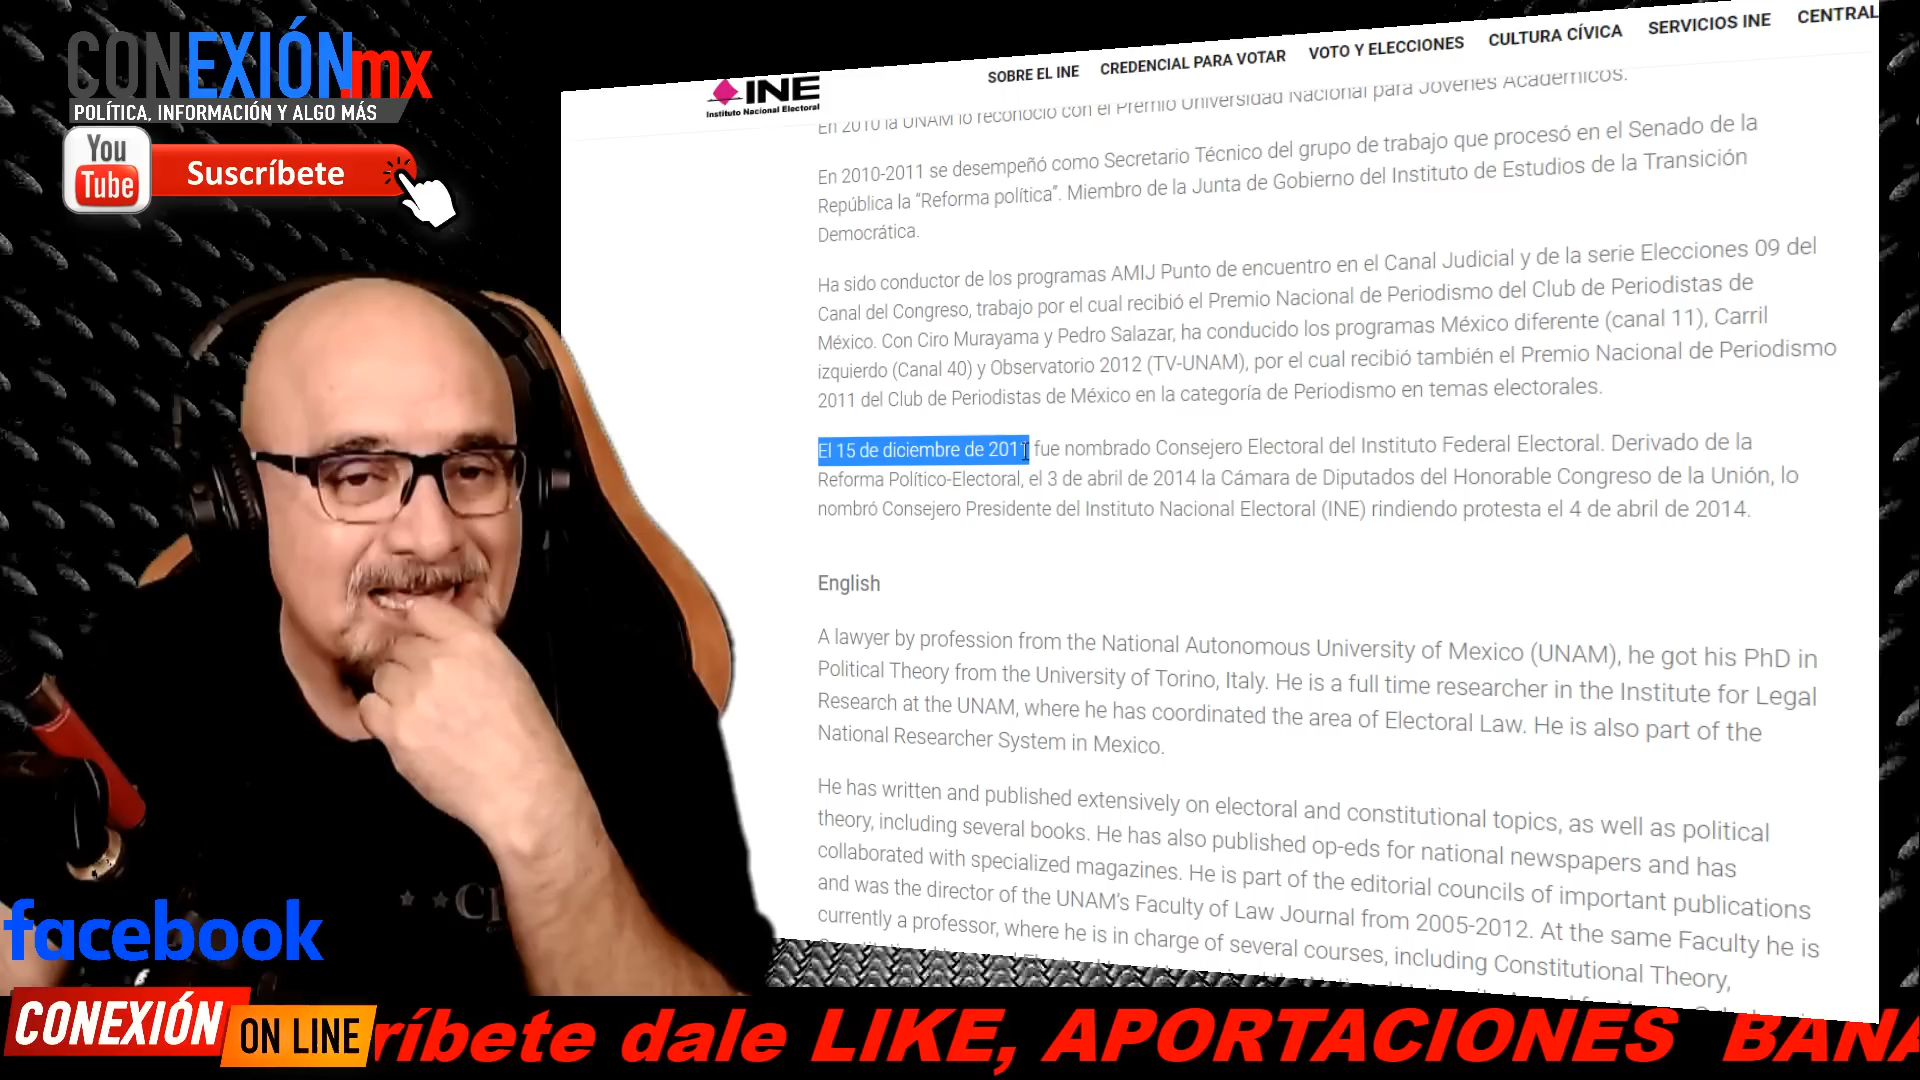 CONEXIÓN.mx
POLÍTICA, INFORMACIÓN Y ALGO MÁS
You
Tube
Suscríbete
INE
Instituto Nacional Electoral
SOBRE EL INE
CREDENCIAL PARA VOTAR
VOTO Y ELECCIONES
CULTURA CÍVICA
SERVICIOS INE
CENTRAL
En 2010 la UNAM lo reconoció con el Premio Universidad Nacional para Jóvenes Académicos.
En 2010-2011 se desempeñó como Secretario Técnico del grupo de trabajo que procesó en el Senado de la
República la “Reforma política”. Miembro de la Junta de Gobierno del Instituto de Estudios de la Transición
Democrática.
Ha sido conductor de los programas AMIJ Punto de encuentro en el Canal Judicial y de la serie Elecciones 09 del
Canal del Congreso, trabajo por el cual recibió el Premio Nacional de Periodismo del Club de Periodistas de
México. Con Ciro Murayama y Pedro Salazar, ha conducido los programas México diferente (canal 11), Carril
izquierdo (Canal 40) y Observatorio 2012 (TV-UNAM), por el cual recibió también el Premio Nacional de Periodismo
2011 del Club de Periodistas de México en la categoría de Periodismo en temas electorales.
El 15 de diciembre de 2011 fue nombrado Consejero Electoral del Instituto Federal Electoral. Derivado de la
Reforma Político-Electoral, el 3 de abril de 2014 la Cámara de Diputados del Honorable Congreso de la Unión, lo
nombró Consejero Presidente del Instituto Nacional Electoral (INE) rindiendo protesta el 4 de abril de 2014.
English
A lawyer by profession from the National Autonomous University of Mexico (UNAM), he got his PhD in
Political Theory from the University of Torino, Italy. He is a full time researcher in the Institute for Legal
Research at the UNAM, where he has coordinated the area of Electoral Law. He is also part of the
National Researcher System in Mexico.
He has written and published extensively on electoral and constitutional topics, as well as political
theory, including several books. He has also published op-eds for national newspapers and has
collaborated with specialized magazines. He is part of the editorial councils of important publications
and was the director of the UNAM’s Faculty of Law Journal from 2005-2012. At the same Faculty he is
currently a professor, where he is in charge of several courses, including Constitutional Theory,
facebook
CONEXIÓN
ON LINE
ríbete dale LIKE, APORTACIONES BANA